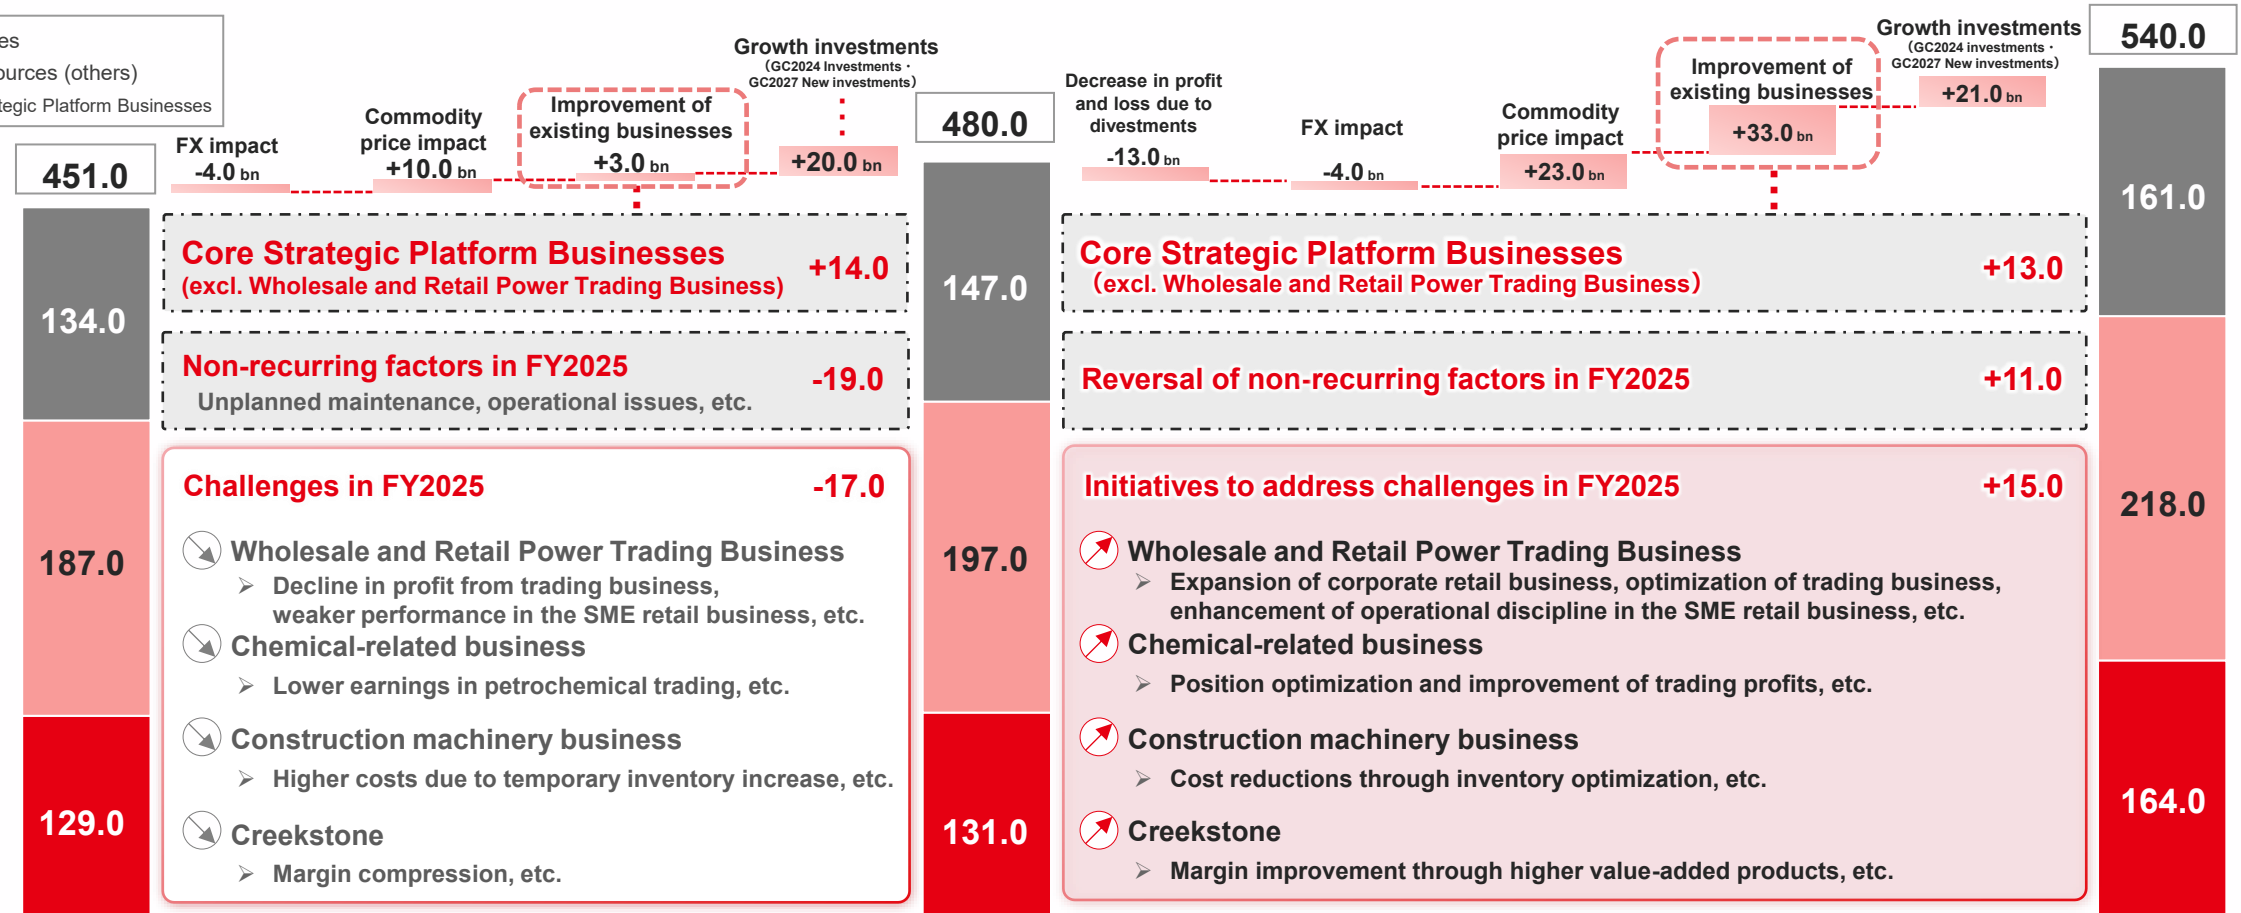 451.0
134.0
187.0
129.0
FX impact
-4.0 bn
Commodity
price impact
+10.0 bn
Improvement of
existing businesses
+3.0 bn
Growth investments
(GC2024 Investments・
GC2027 New investments)
+20.0 bn
Core Strategic Platform Businesses
(excl. Wholesale and Retail Power Trading Business)
+14.0
Non-recurring factors in FY2025
Unplanned maintenance, operational issues, etc.
-19.0
Challenges in FY2025
-17.0
Wholesale and Retail Power Trading Business
➢ Decline in profit from trading business,
weaker performance in the SME retail business, etc.
Chemical-related business
➢ Lower earnings in petrochemical trading, etc.
Construction machinery business
➢ Higher costs due to temporary inventory increase, etc.
Creekstone
➢ Margin compression, etc.
480.0
147.0
197.0
131.0
Decrease in profit
and loss due to
divestments
-13.0 bn
FX impact
-4.0 bn
Commodity
price impact
+23.0 bn
Improvement of
existing businesses
+33.0 bn
Growth investments
(GC2024 investments・
GC2027 New investments)
+21.0 bn
Core Strategic Platform Businesses
(excl. Wholesale and Retail Power Trading Business)
+13.0
Reversal of non-recurring factors in FY2025
+11.0
Initiatives to address challenges in FY2025
+15.0
Wholesale and Retail Power Trading Business
➢ Expansion of corporate retail business, optimization of trading business,
enhancement of operational discipline in the SME retail business, etc.
Chemical-related business
➢ Position optimization and improvement of trading profits, etc.
Construction machinery business
➢ Cost reductions through inventory optimization, etc.
Creekstone
➢ Margin improvement through higher value-added products, etc.
540.0
161.0
218.0
164.0
(others)
Platform Businesses